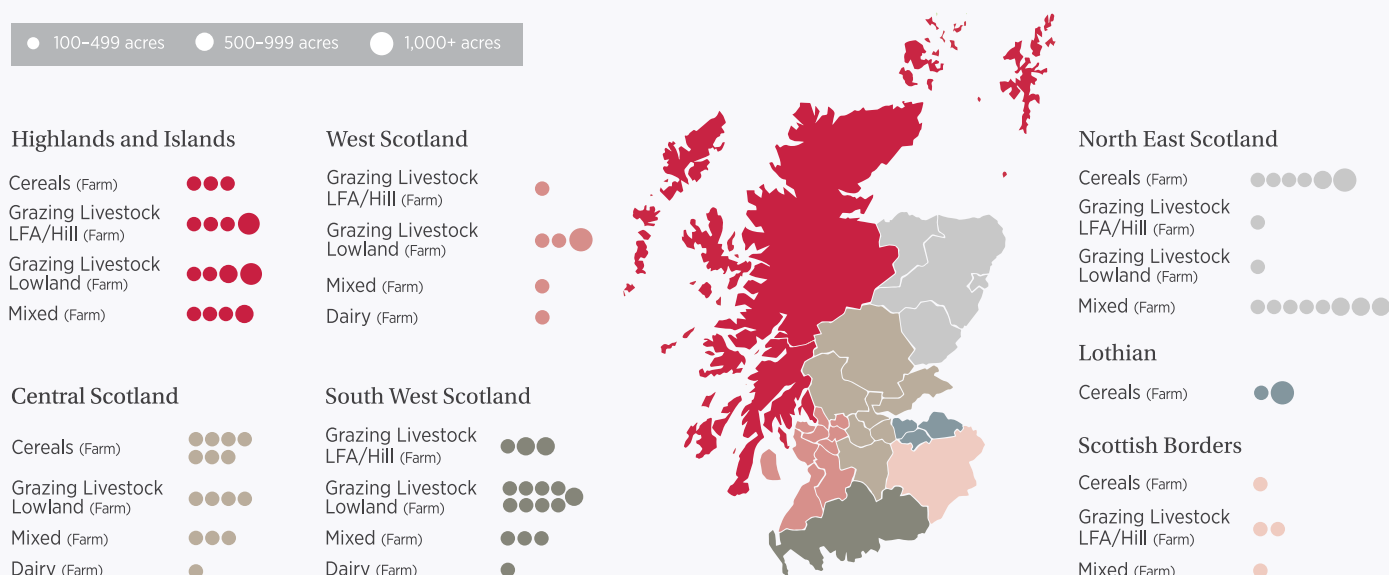 100–499 acres 500–999 acres 1,000+ acres
Highlands and Islands
Cereals (Farm)
Grazing Livestock
LFA/Hill (Farm)
Grazing Livestock
Lowland (Farm)
Mixed (Farm)
West Scotland
Grazing Livestock
LFA/Hill (Farm)
Grazing Livestock
Lowland (Farm)
Mixed (Farm)
Dairy (Farm)
Central Scotland
Cereals (Farm)
Grazing Livestock
Lowland (Farm)
Mixed (Farm)
Dairy (Farm)
South West Scotland
Grazing Livestock
LFA/Hill (Farm)
Grazing Livestock
Lowland (Farm)
Mixed (Farm)
Dairy (Farm)
North East Scotland
Cereals (Farm)
Grazing Livestock
LFA/Hill (Farm)
Grazing Livestock
Lowland (Farm)
Mixed (Farm)
Lothian
Cereals (Farm)
Scottish Borders
Cereals (Farm)
Grazing Livestock
LFA/Hill (Farm)
Mixed (Farm)